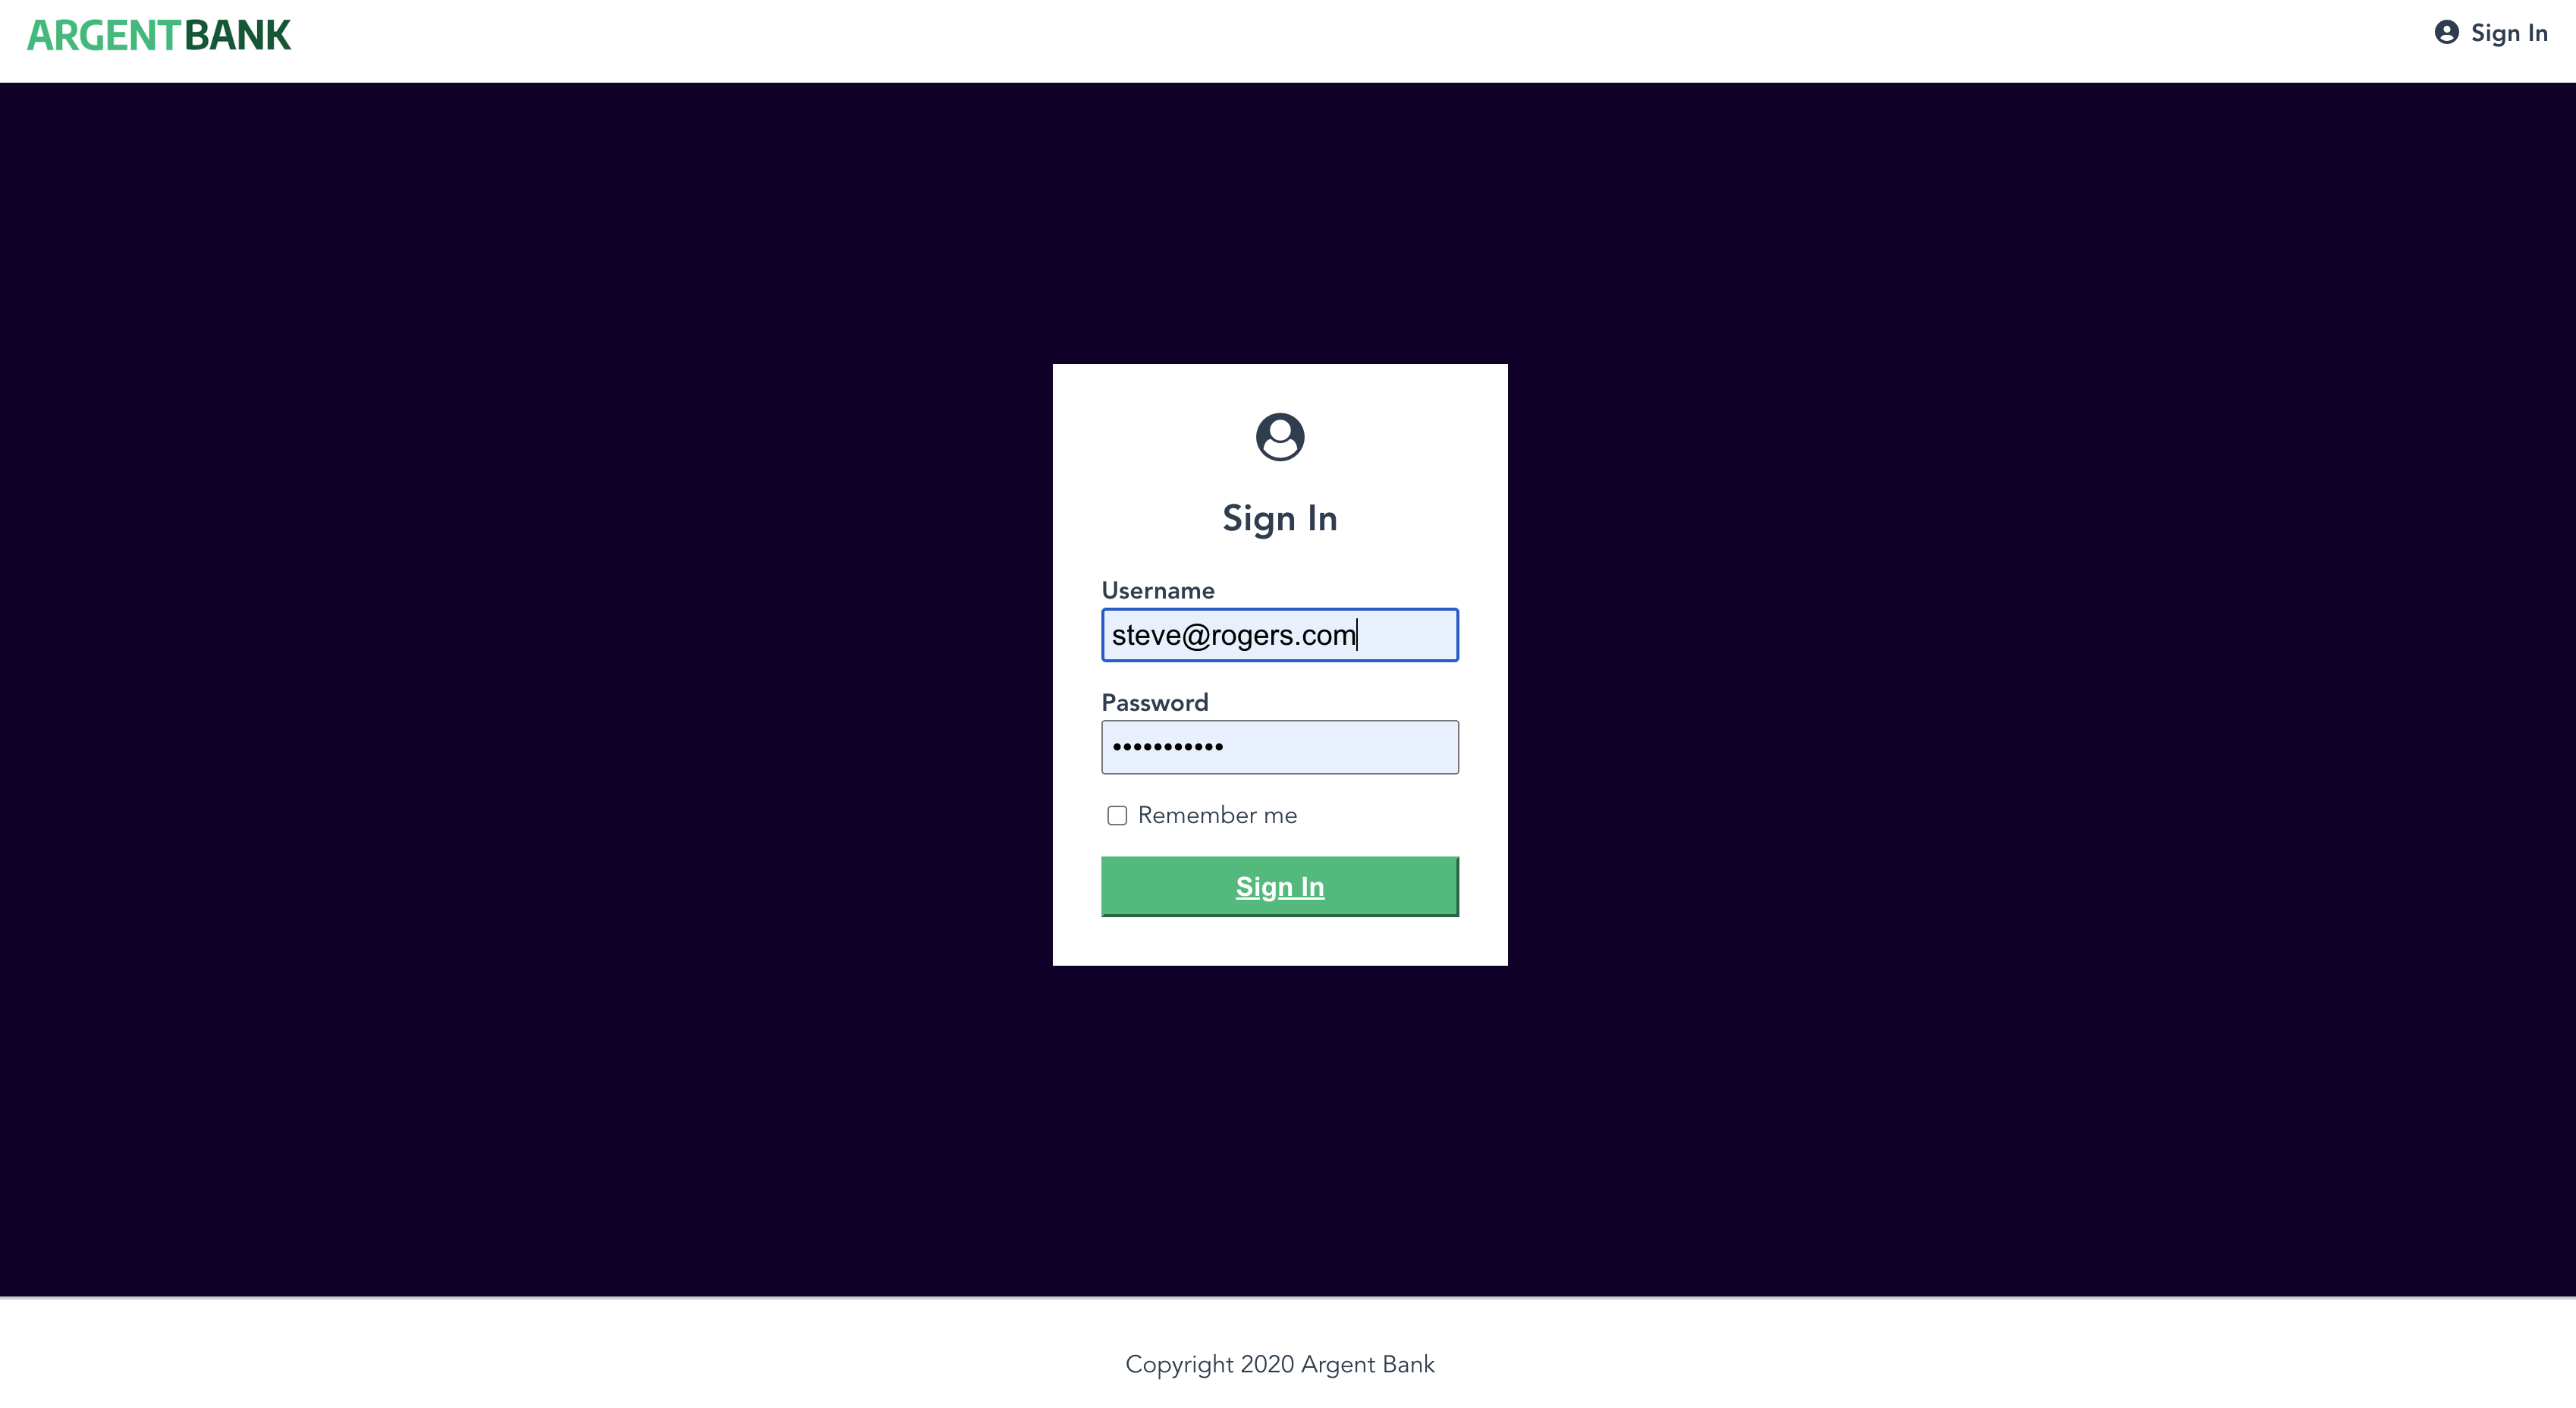 ARGENTBANK
Sign In
Sign In
Username
steve@rogers.com
Password
•••••••••••
Remember me
Sign In
Copyright 2020 Argent Bank